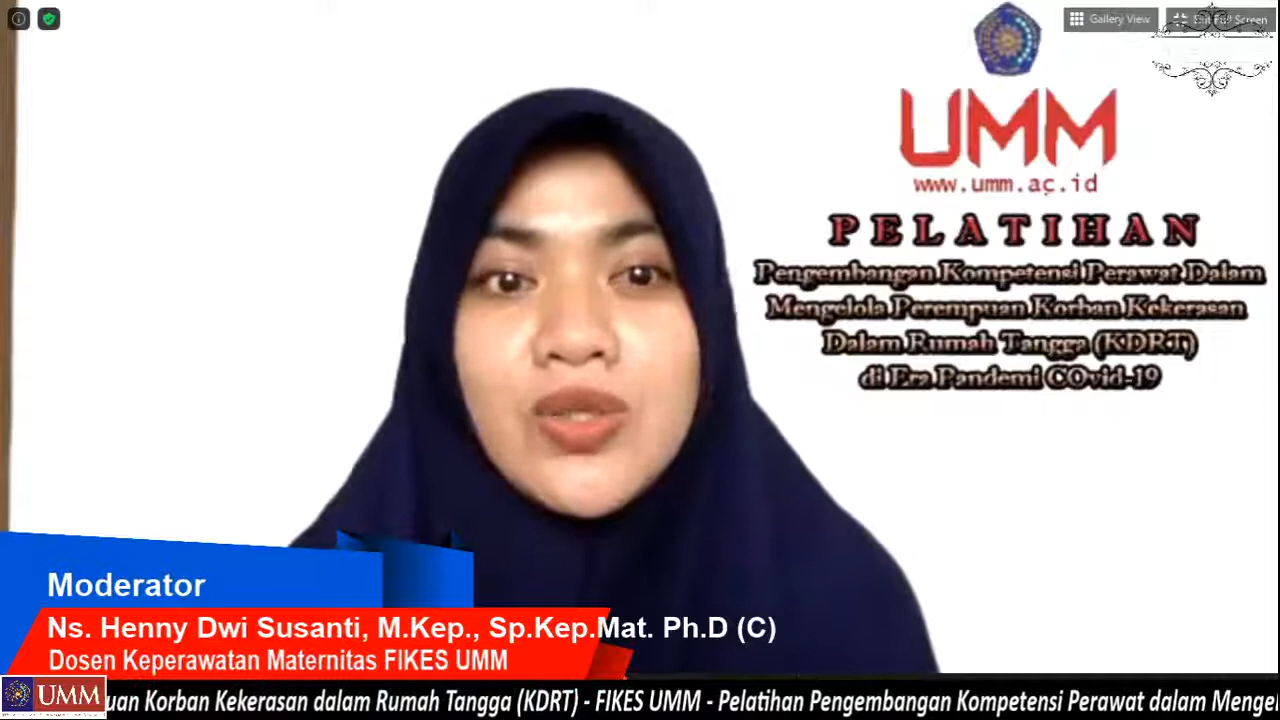 Gallery View
Exit Full Screen
UMM
www.umm.ac.id
PELATIHAN
Pengembangan Kompetensi Perawat Dalam
Mengelola Perempuan Korban Kekerasan
Dalam Rumah Tangga (KDRT)
di Era Pandemi COvid-19
Moderator
Ns. Henny Dwi Susanti, M.Kep., Sp.Kep.Mat. Ph.D (C)
Dosen Keperawatan Maternitas FIKES UMM
UMM
uan Korban Kekerasan dalam Rumah Tangga (KDRT) - FIKES UMM - Pelatihan Pengembangan Kompetensi Perawat dalam Mengel